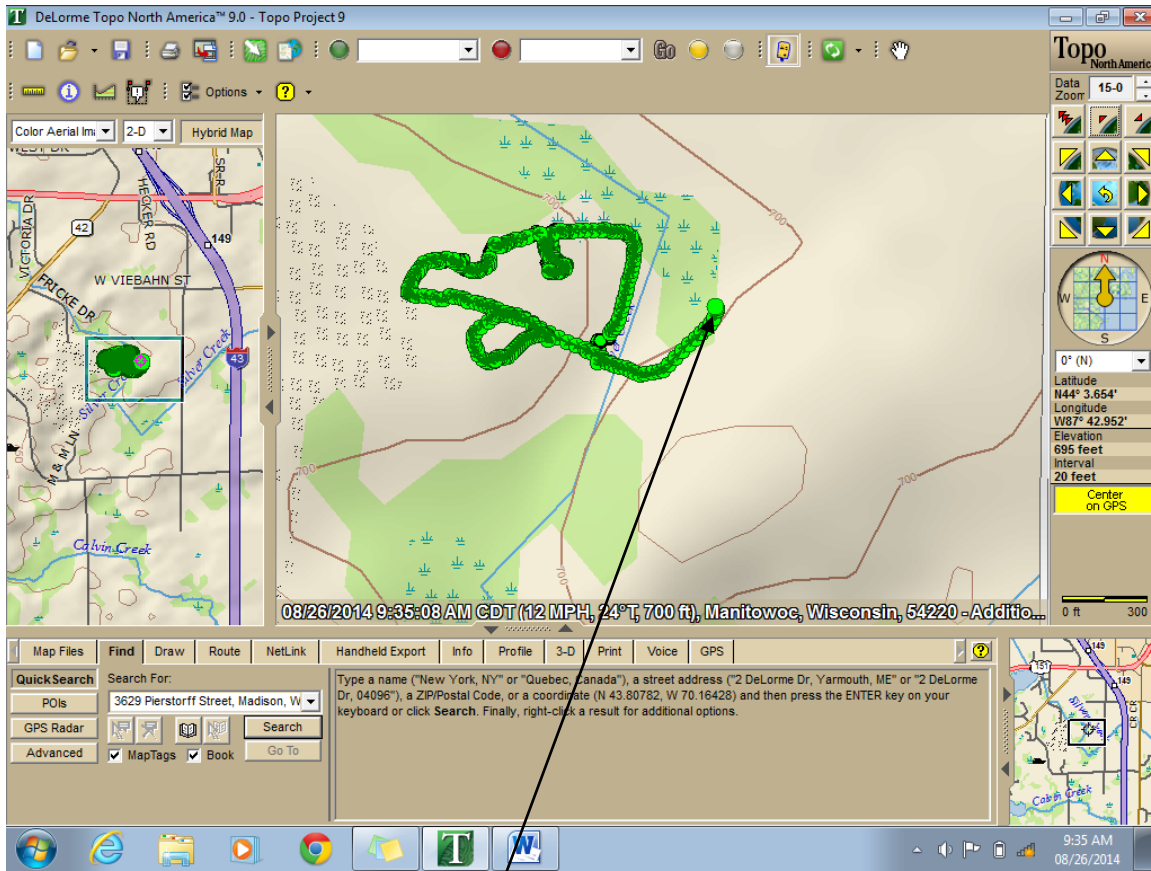 DeLorme Topo North America™ 9.0 - Topo Project 9
Go
Options
Topo
North America
Data Zoom 15-0
Color Aerial Im
2-D
Hybrid Map
WEST DR
VICTORIA DR
HECKER RD
SR-R
42
149
W VIEBAHN ST
FRICKE DR
Silver Creek
Silver Creek
43
M & M LN
Calvin Creek
700
700
700
700
700
N
W E
S
0° (N)
Latitude
N44° 3.654'
Longitude
W87° 42.952'
Elevation
695 feet
Interval
20 feet
Center
on GPS
0 ft 300
08/26/2014 9:35:08 AM CDT (12 MPH, 24°T, 700 ft), Manitowoc, Wisconsin, 54220 - Additio...
Map Files Find Draw Route NetLink Handheld Export Info Profile 3-D Print Voice GPS
QuickSearch
POIs
GPS Radar
Advanced
Search For:
3629 Pierstorff Street, Madison, W
Search
MapTags Book Go To
Type a name ("New York, NY" or "Quebec, Canada"), a street address ("2 DeLorme Dr, Yarmouth, ME" or "2 DeLorme
Dr, 04096"), a ZIP/Postal Code, or a coordinate (N 43.80782, W 70.16428) and then press the ENTER key on your
keyboard or click Search. Finally, right-click a result for additional options.
151
149
149
Silver
CR CR
Calvin Creek
9:35 AM
08/26/2014